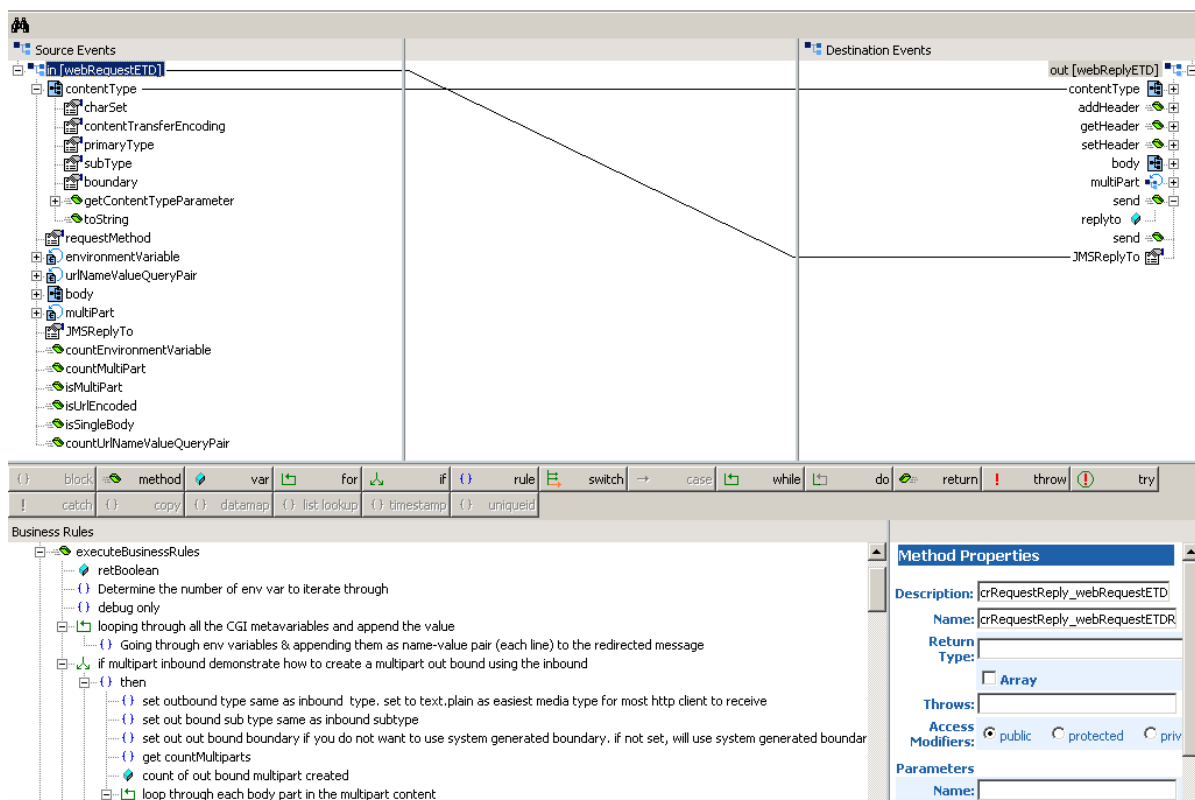 Source Events
Destination Events
in [webRequestETD]
out [webReplyETD]
contentType
contentType
charSet
addHeader
contentTransferEncoding
getHeader
primaryType
setHeader
subType
body
boundary
multiPart
getContentTypeParameter
send
toString
replyto
requestMethod
send
environmentVariable
JMSReplyTo
urlNameValueQueryPair
body
multiPart
JMSReplyTo
countEnvironmentVariable
countMultiPart
isMultiPart
isUrlEncoded
isSingleBody
countUrlNameValueQueryPair
{} block method var for if {} rule switch → case while do return ! throw try
! catch {} copy {} datamap {} list lookup {} timestamp {} uniqueid
Business Rules
executeBusinessRules
retBoolean
{} Determine the number of env var to iterate through
{} debug only
looping through all the CGI metavariables and append the value
{} Going through env variables & appending them as name-value pair (each line) to the redirected message
if multipart inbound demonstrate how to create a multipart out bound using the inbound
{} then
{} set outbound type same as inbound type. set to text.plain as easiest media type for most http client to receive
{} set out bound sub type same as inbound subtype
{} set out out bound boundary if you do not want to use system generated boundary. if not set, will use system generated boundar
{} get countMultiparts
count of out bound multipart created
loop through each body part in the multipart content
Method Properties
Description: crRequestReply_webRequestETD
Name: crRequestReply_webRequestETDR
Return Type:
Array
Throws:
Access Modifiers: public protected priv
Parameters
Name: